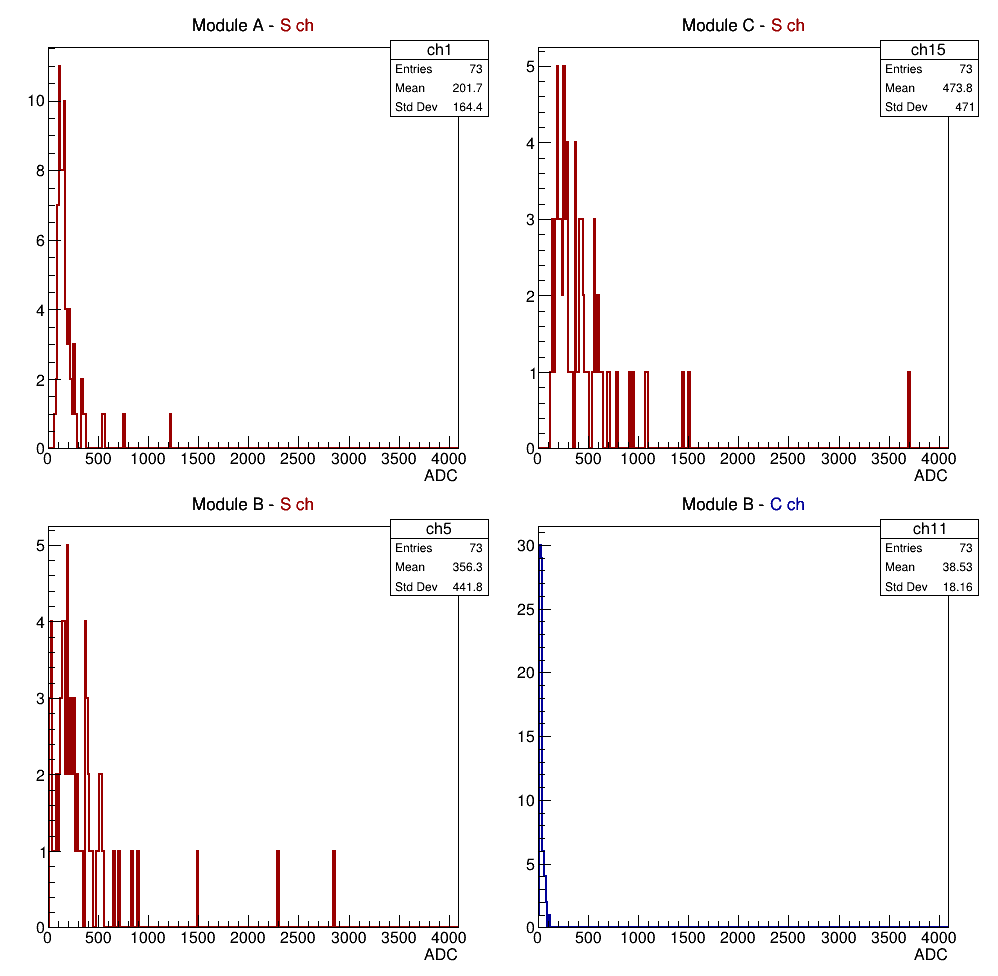 Module A - S ch
ch1
Entries 73
Mean 201.7
Std Dev 164.4
10
8
6
4
2
0
0 500 1000 1500 2000 2500 3000 3500 4000
ADC
Module C - S ch
ch15
Entries 73
Mean 473.8
Std Dev 471
5
4
3
2
1
0
0 500 1000 1500 2000 2500 3000 3500 4000
ADC
Module B - S ch
ch5
Entries 73
Mean 356.3
Std Dev 441.8
5
4
3
2
1
0
0 500 1000 1500 2000 2500 3000 3500 4000
ADC
Module B - C ch
ch11
Entries 73
Mean 38.53
Std Dev 18.16
30
25
20
15
10
5
0
0 500 1000 1500 2000 2500 3000 3500 4000
ADC